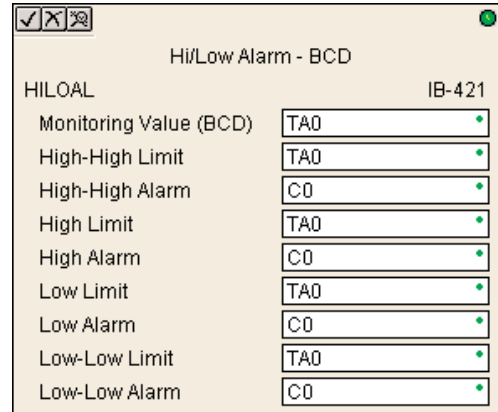 Hi/Low Alarm - BCD
HILOAL IB-421
Monitoring Value (BCD) TA0
High-High Limit TA0
High-High Alarm C0
High Limit TA0
High Alarm C0
Low Limit TA0
Low Alarm C0
Low-Low Limit TA0
Low-Low Alarm C0